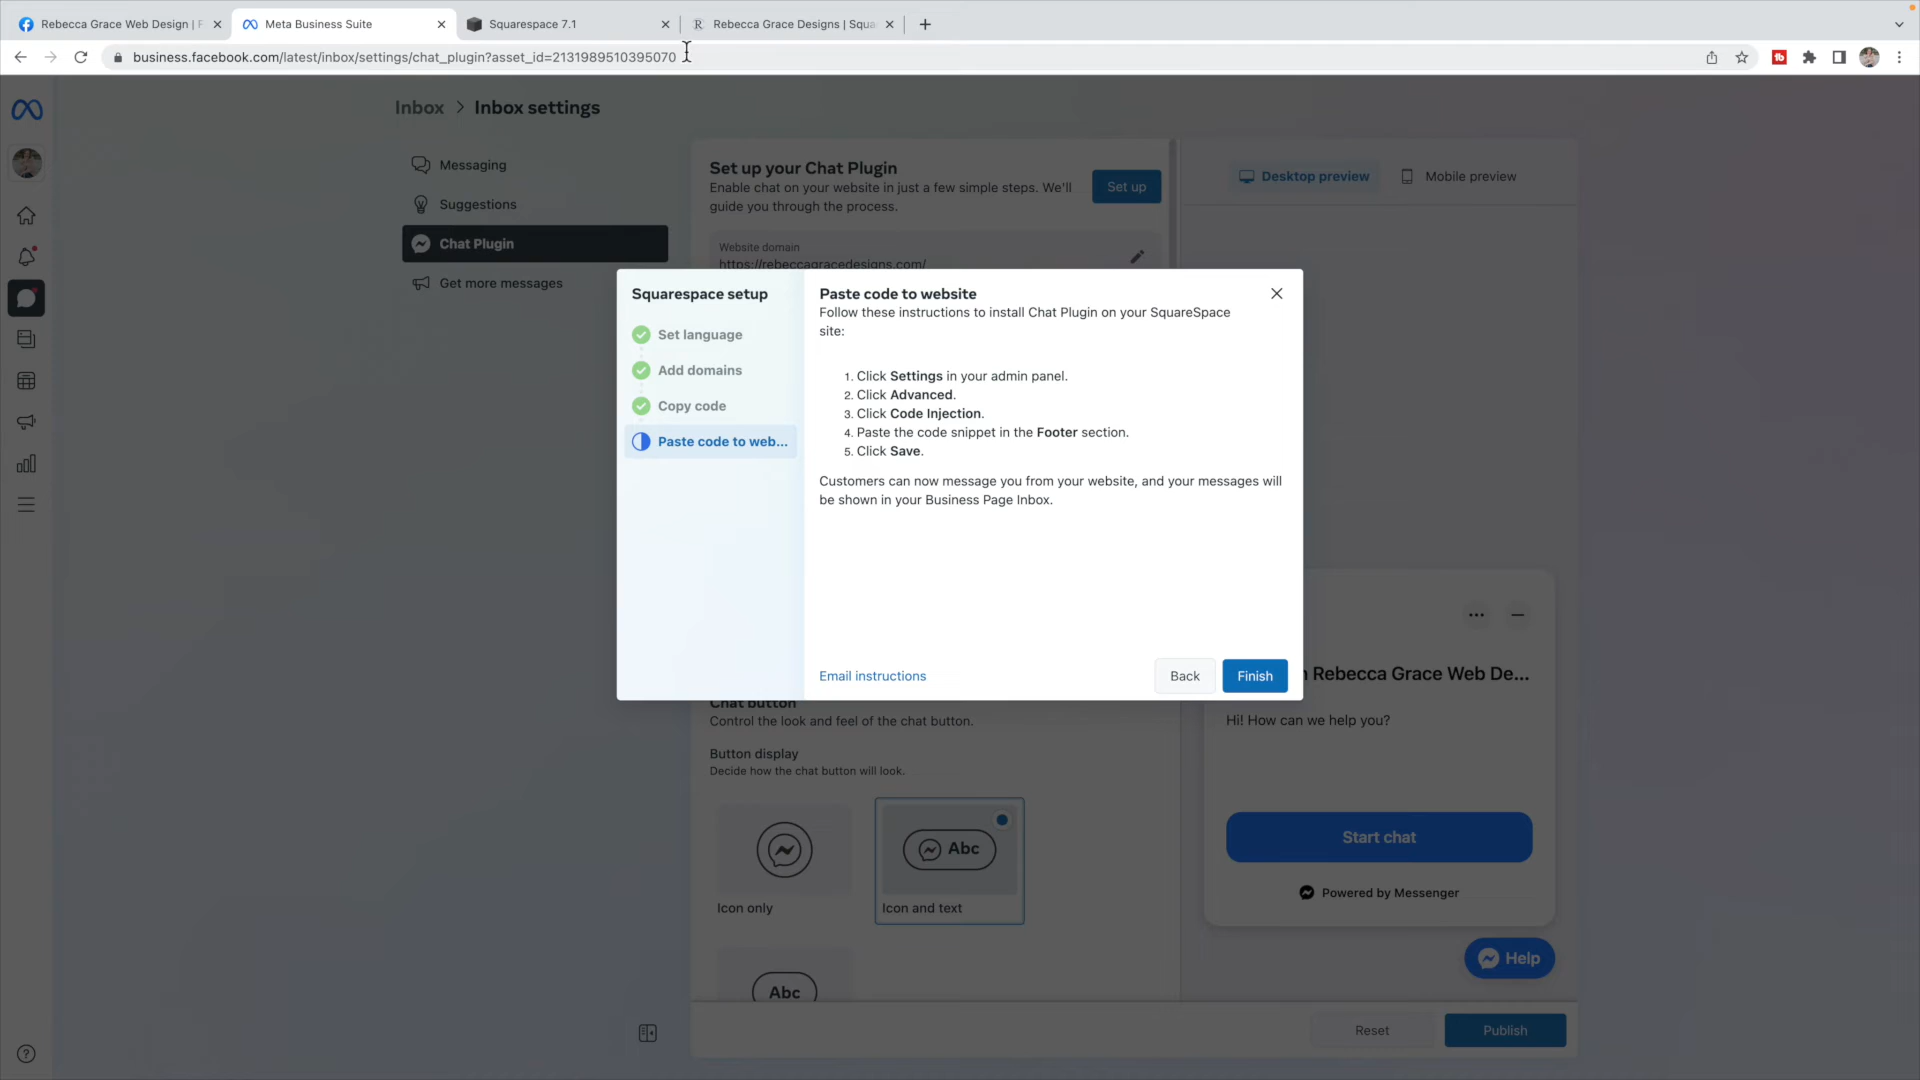 Rebecca Grace Web Design | F
Meta Business Suite
Squarespace 7.1
R
Rebecca Grace Designs | Squa
business.facebook.com/latest/inbox/settings/chat_plugin?asset_id=2131989510395070
Inbox > Inbox settings
Messaging
Suggestions
Chat Plugin
Get more messages
Set up your Chat Plugin
Enable chat on your website in just a few simple steps. We'll
guide you through the process.
Set up
Website domain
https://rebeccagracedesigns.com/
Desktop preview
Mobile preview
Squarespace setup
Set language
Add domains
Copy code
Paste code to web...
Paste code to website
Follow these instructions to install Chat Plugin on your SquareSpace
site:
1. Click Settings in your admin panel.
2. Click Advanced.
3. Click Code Injection.
4. Paste the code snippet in the Footer section.
5. Click Save.
Customers can now message you from your website, and your messages will
be shown in your Business Page Inbox.
Email instructions
Back
Finish
Chat button
Control the look and feel of the chat button.
Button display
Decide how the chat button will look.
Icon only
Abc
Icon and text
Abc
Rebecca Grace Web De...
Hi! How can we help you?
Start chat
Powered by Messenger
Help
Reset
Publish